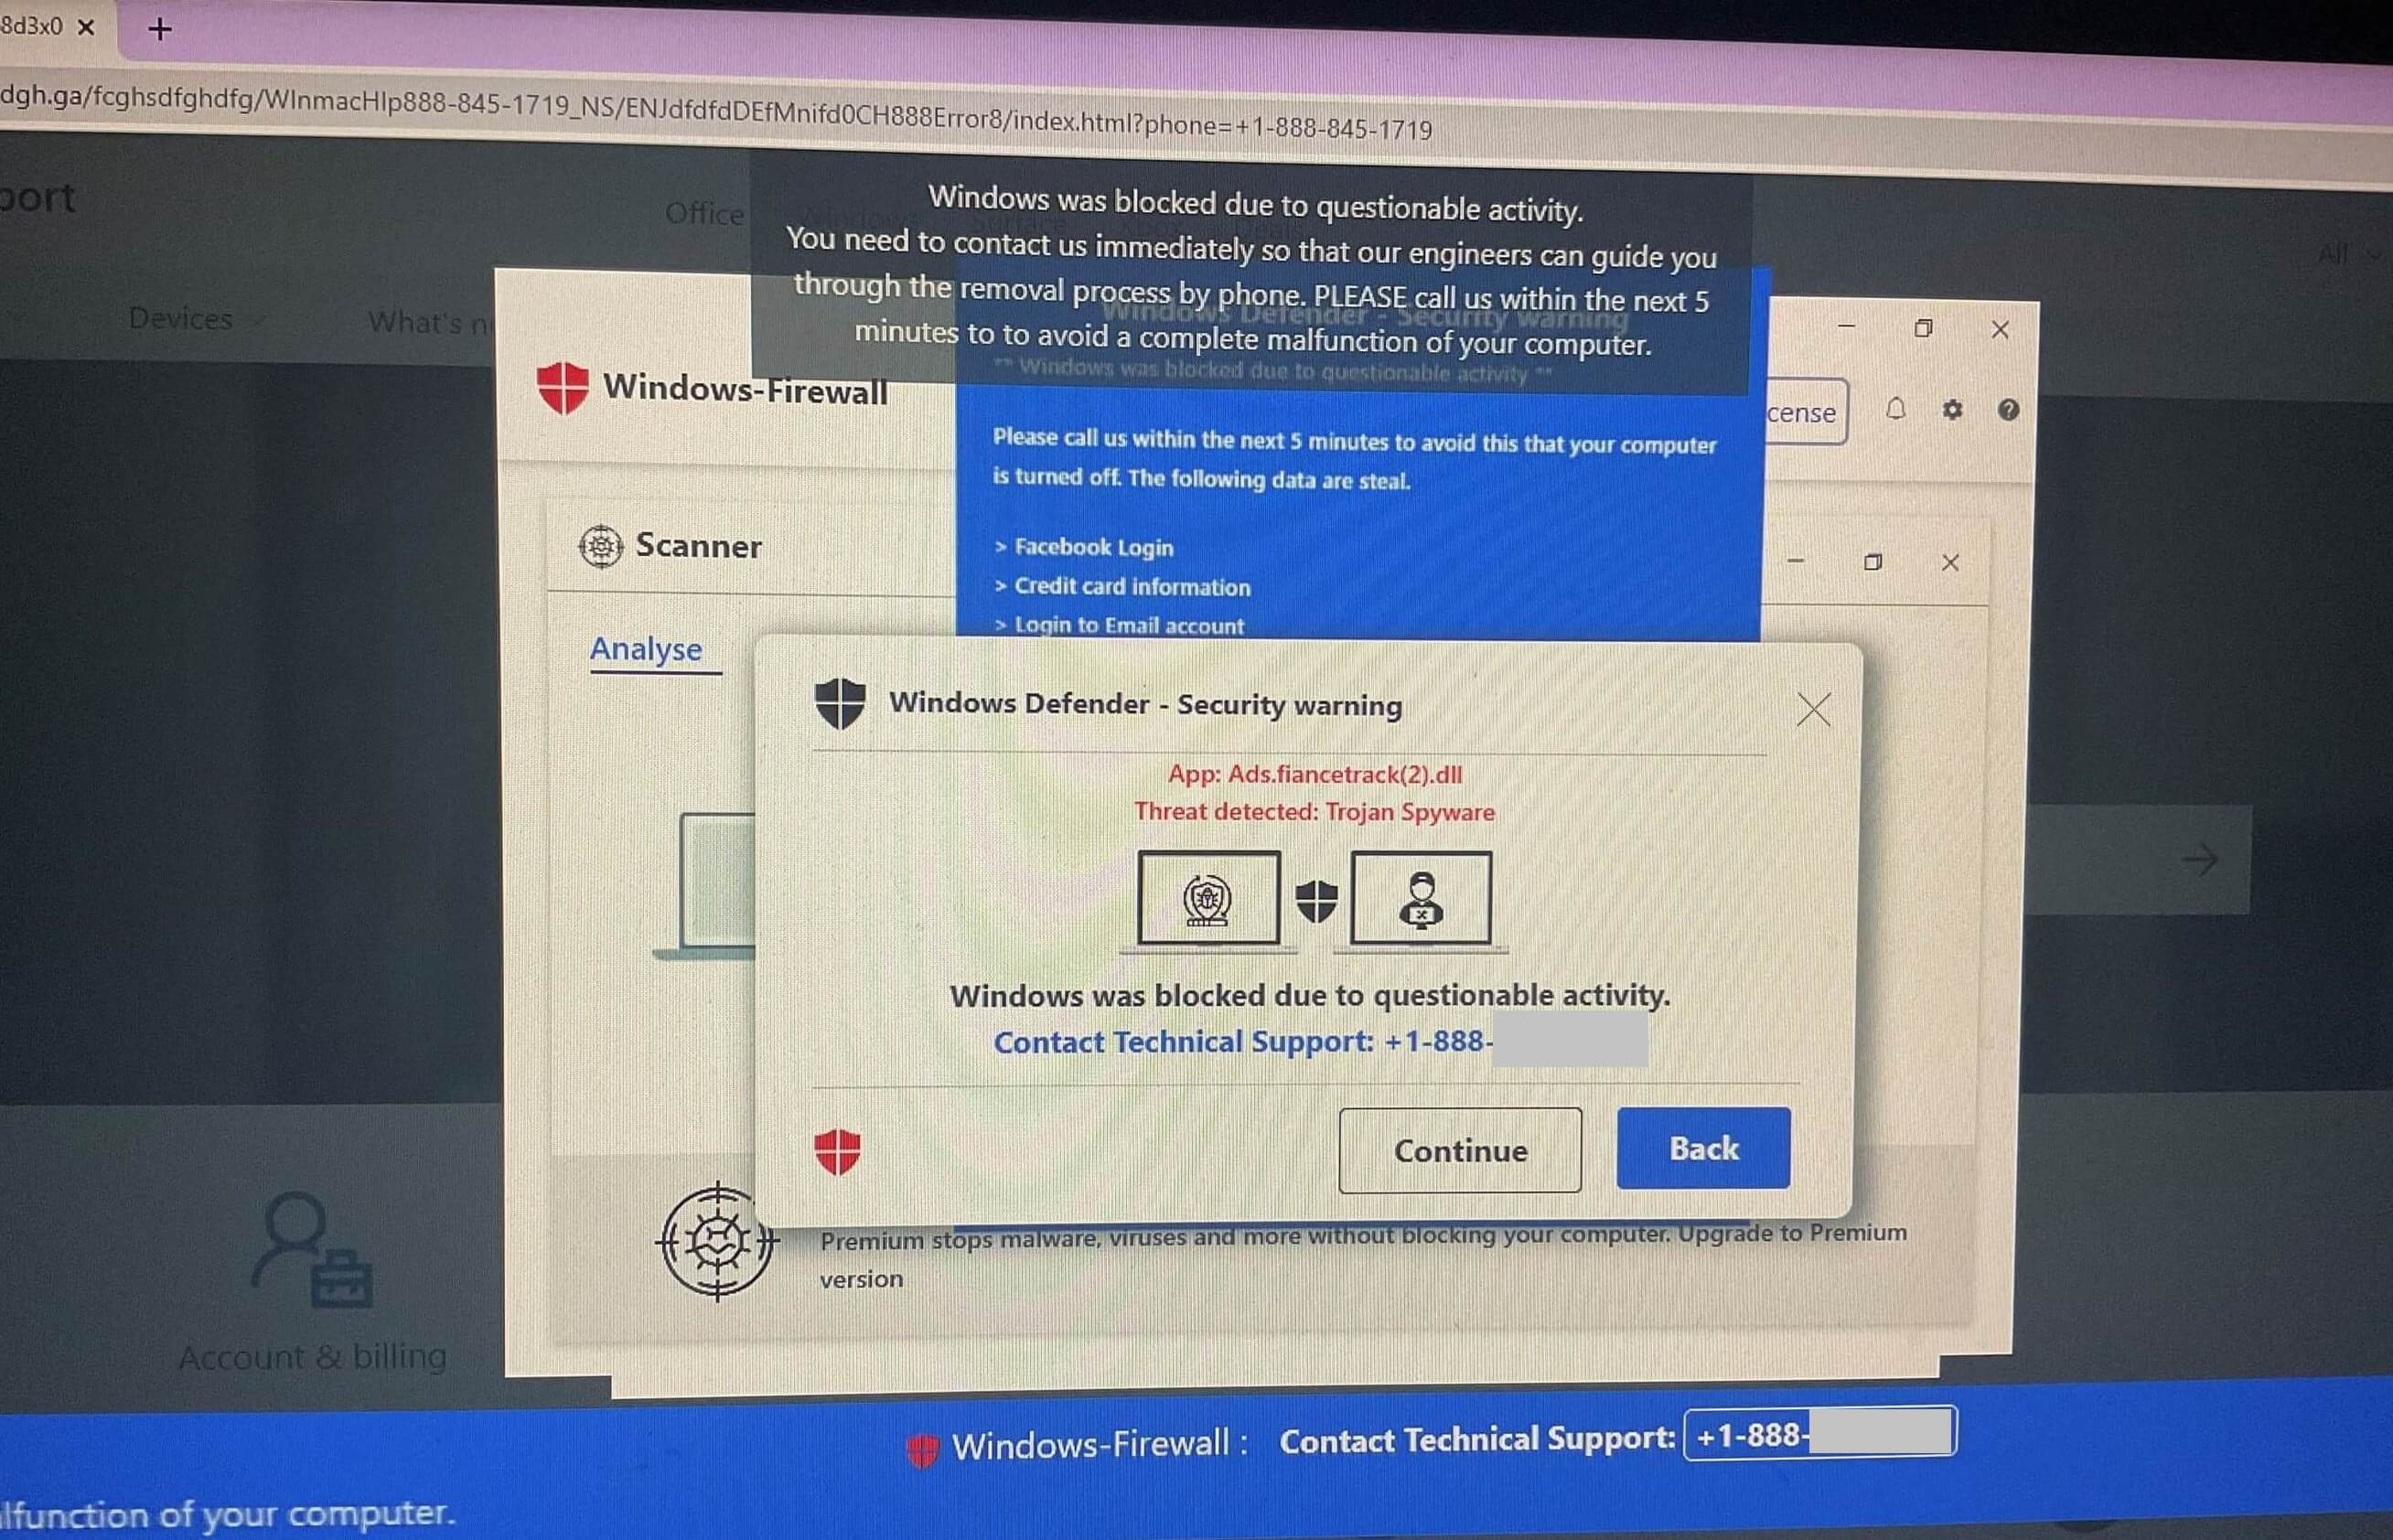 8d3x0
dgh.ga/fcghsdfghdfg/WInmacHlp888-845-1719_NS/ENJdfdfdDEfMnifd0CH888Error8/index.html?phone=+1-888-845-1719
port
Office
All
Devices
What's n
Windows was blocked due to questionable activity.
You need to contact us immediately so that our engineers can guide you
through the removal process by phone. PLEASE call us within the next 5
minutes to to avoid a complete malfunction of your computer.
Windows Defender - Security warning
** Windows was blocked due to questionable activity **
Windows-Firewall
cense
Please call us within the next 5 minutes to avoid this that your computer
is turned off. The following data are steal.
> Facebook Login
> Credit card information
> Login to Email account
Scanner
Analyse
Windows Defender - Security warning
App: Ads.fiancetrack(2).dll
Threat detected: Trojan Spyware
Windows was blocked due to questionable activity.
Contact Technical Support: +1-888-
Continue
Back
Premium stops malware, viruses and more without blocking your computer. Upgrade to Premium
version
Account & billing
Windows-Firewall : Contact Technical Support: +1-888-
lfunction of your computer.